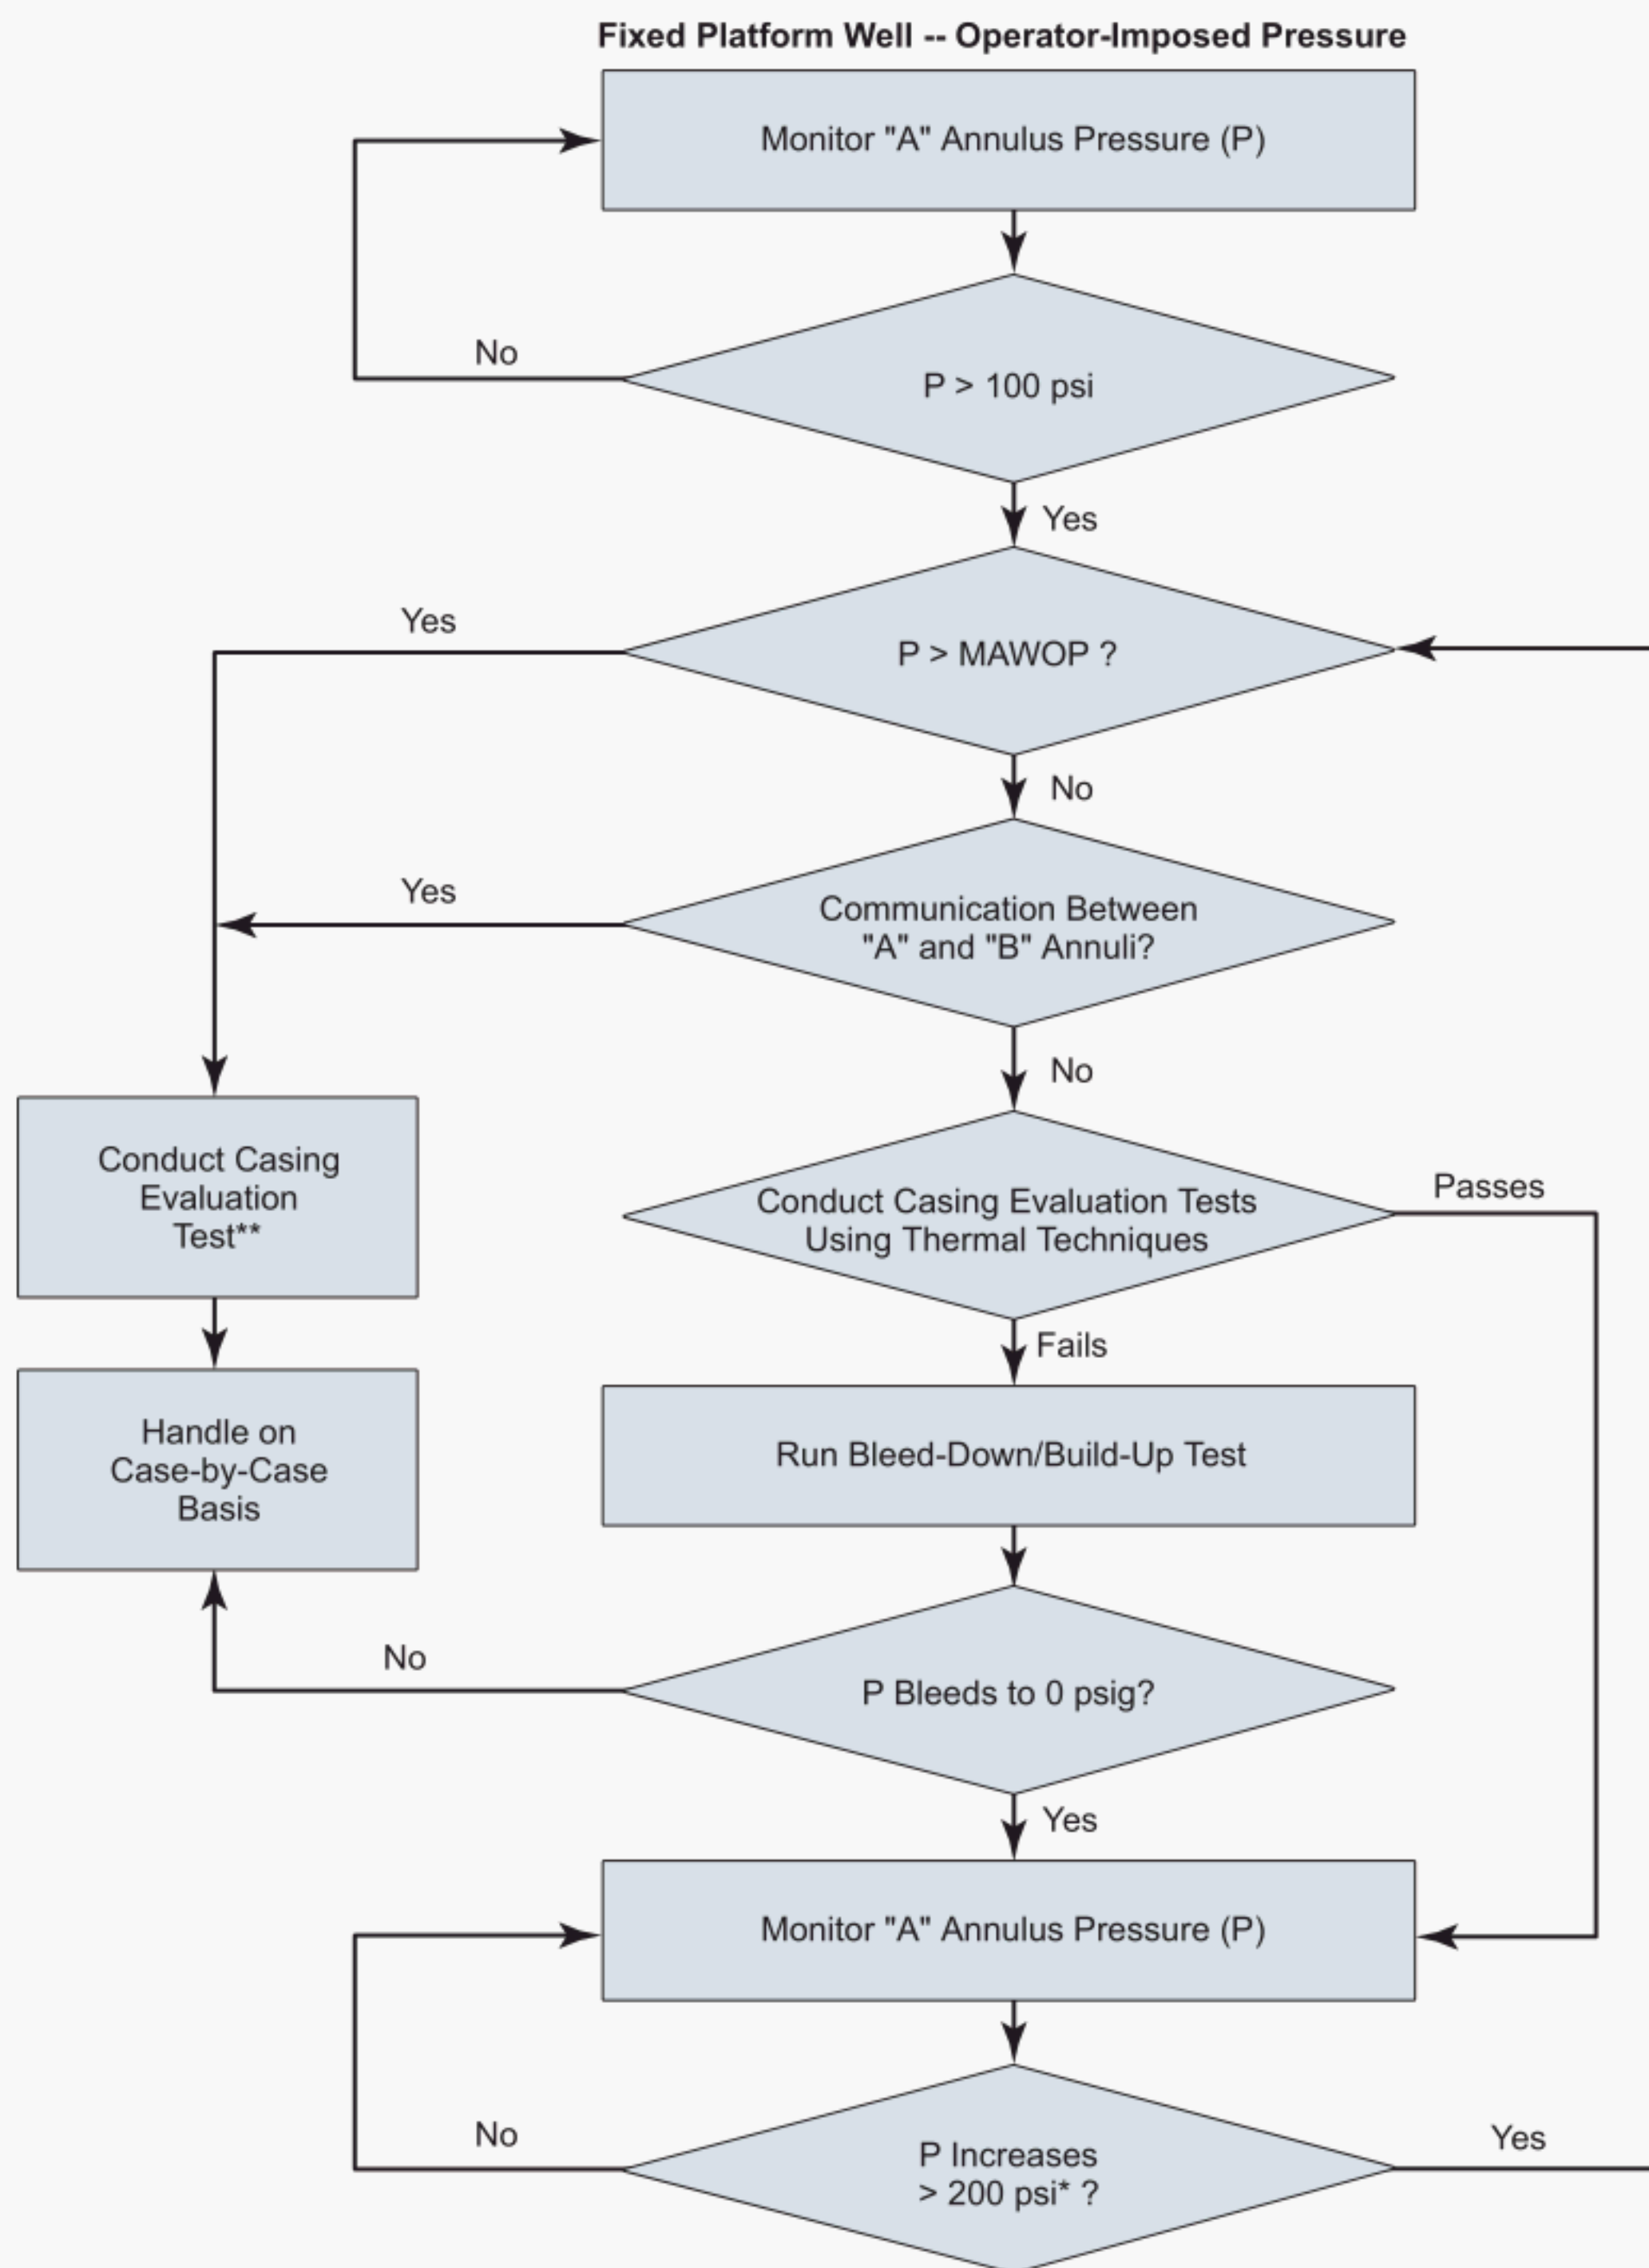 Fixed Platform Well -- Operator-Imposed Pressure
Monitor "A" Annulus Pressure (P)
No
P > 100 psi
Yes
Yes
P > MAWOP ?
No
Yes
Communication Between
"A" and "B" Annuli?
No
Conduct Casing
Evaluation
Test**
Conduct Casing Evaluation Tests
Using Thermal Techniques
Passes
Fails
Handle on
Case-by-Case
Basis
Run Bleed-Down/Build-Up Test
No
P Bleeds to 0 psig?
Yes
Monitor "A" Annulus Pressure (P)
No
P Increases
> 200 psi* ?
Yes